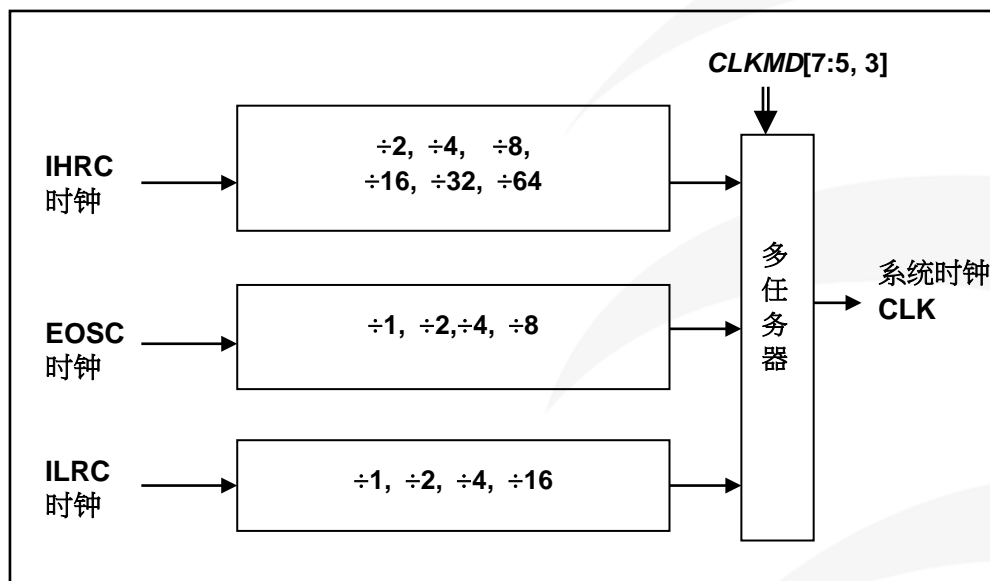 CLKMD[7:5, 3]
IHRC
时钟
÷2, ÷4, ÷8,
÷16, ÷32, ÷64
EOSC
时钟
÷1, ÷2,÷4, ÷8
ILRC
时钟
÷1, ÷2, ÷4, ÷16
多
任
务
器
系统时钟
CLK